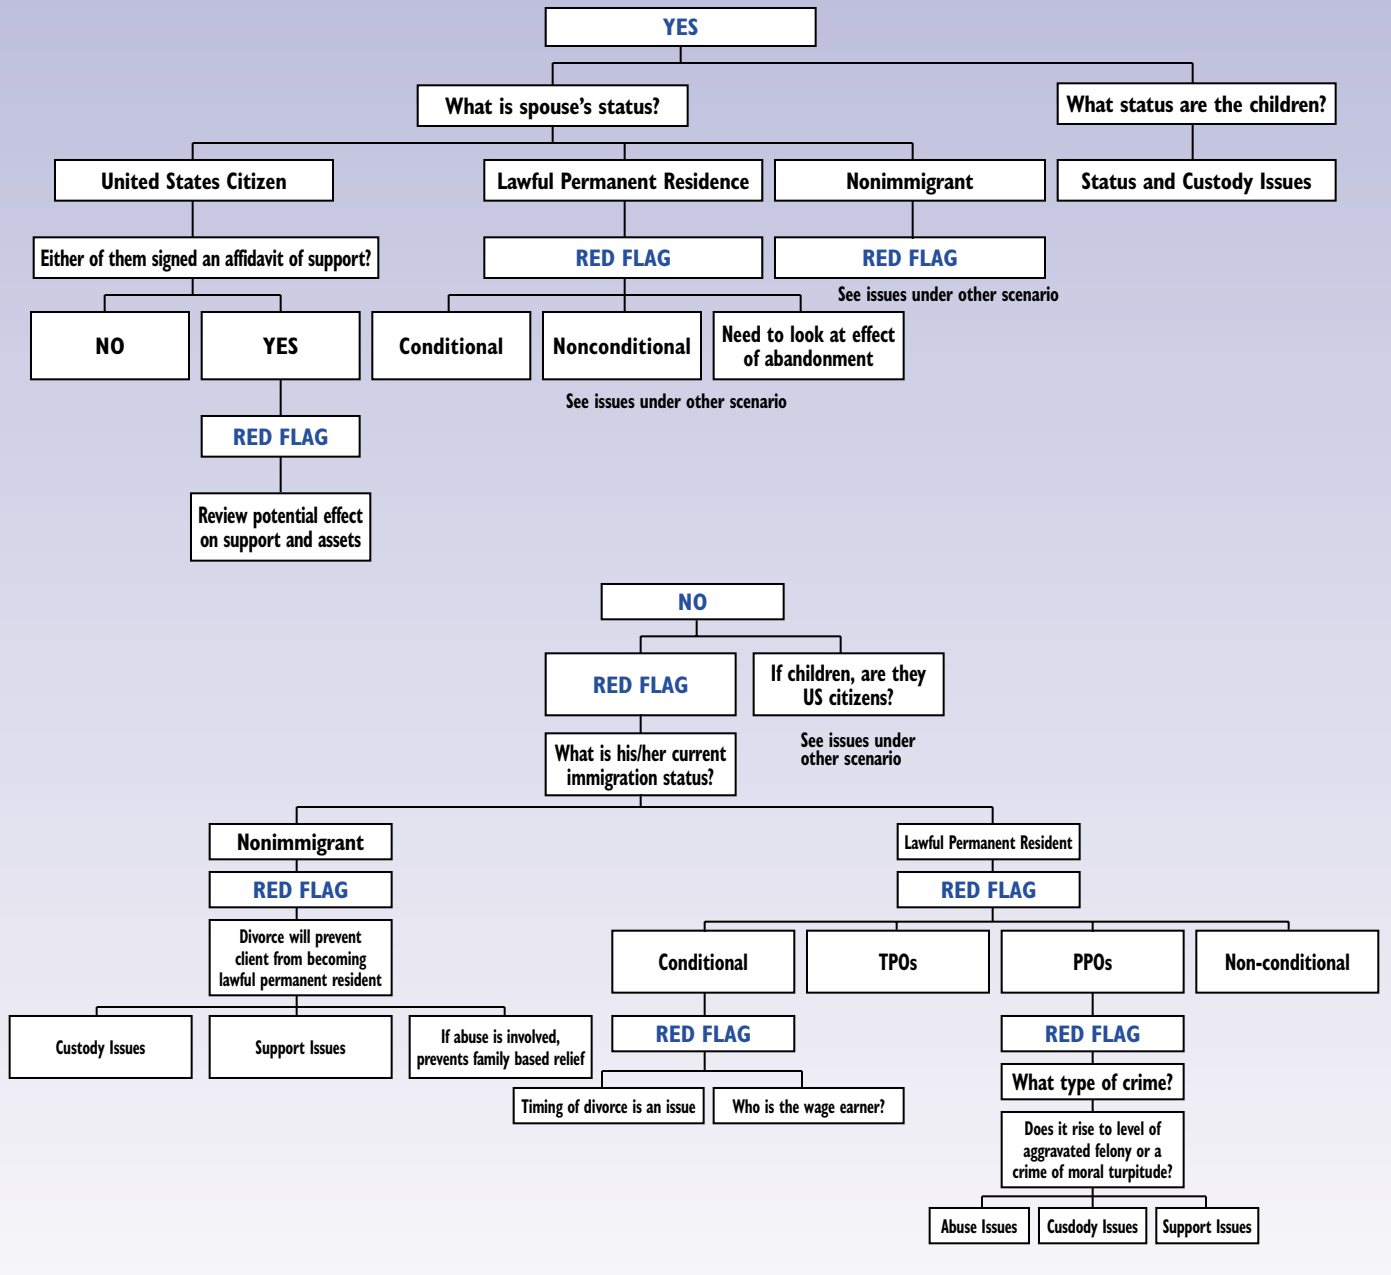 YES
What is spouse's status?
What status are the children?
United States Citizen
Lawful Permanent Residence
Nonimmigrant
Status and Custody Issues
Either of them signed an affidavit of support?
RED FLAG
RED FLAG
See issues under other scenario
NO
YES
Conditional
Nonconditional
Need to look at effect
of abandonment
See issues under other scenario
RED FLAG
Review potential effect
on support and assets
NO
RED FLAG
If children, are they
US citizens?
See issues under
other scenario
What is his/her current
immigration status?
Nonimmigrant
Lawful Permanent Resident
RED FLAG
RED FLAG
Divorce will prevent
client from becoming
lawful permanent resident
Conditional
TPOs
PPOs
Non-conditional
Custody Issues
Support Issues
If abuse is involved,
prevents family based relief
RED FLAG
RED FLAG
Timing of divorce is an issue
Who is the wage earner?
What type of crime?
Does it rise to level of
aggravated felony or a
crime of moral turpitude?
Abuse Issues
Cusdody Issues
Support Issues